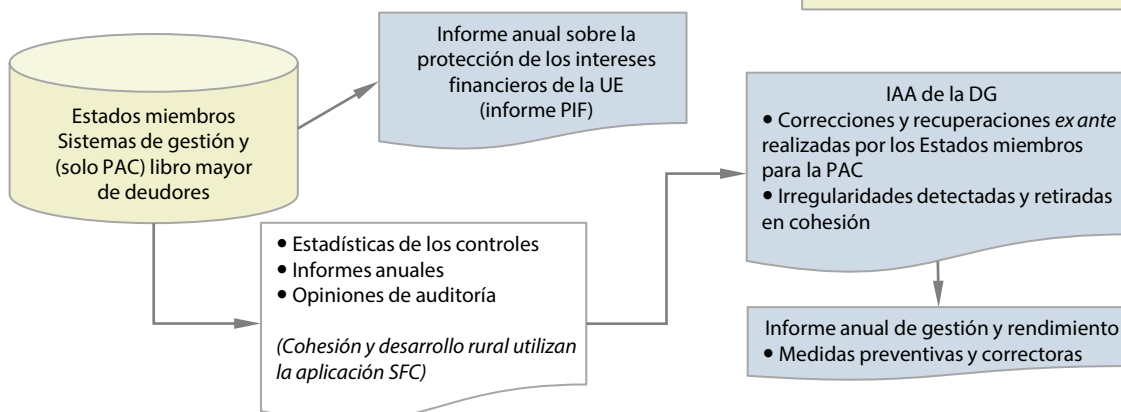 Estados miembros
Sistemas de gestión y
(solo PAC) libro mayor
de deudores
Informe anual sobre la
protección de los intereses
financieros de la UE
(informe PIF)
• Estadísticas de los controles
• Informes anuales
• Opiniones de auditoría
(Cohesión y desarrollo rural utilizan
la aplicación SFC)
IAA de la DG
• Correcciones y recuperaciones ex ante
realizadas por los Estados miembros
para la PAC
• Irregularidades detectadas y retiradas
en cohesión
Informe anual de gestión y rendimiento
• Medidas preventivas y correctoras